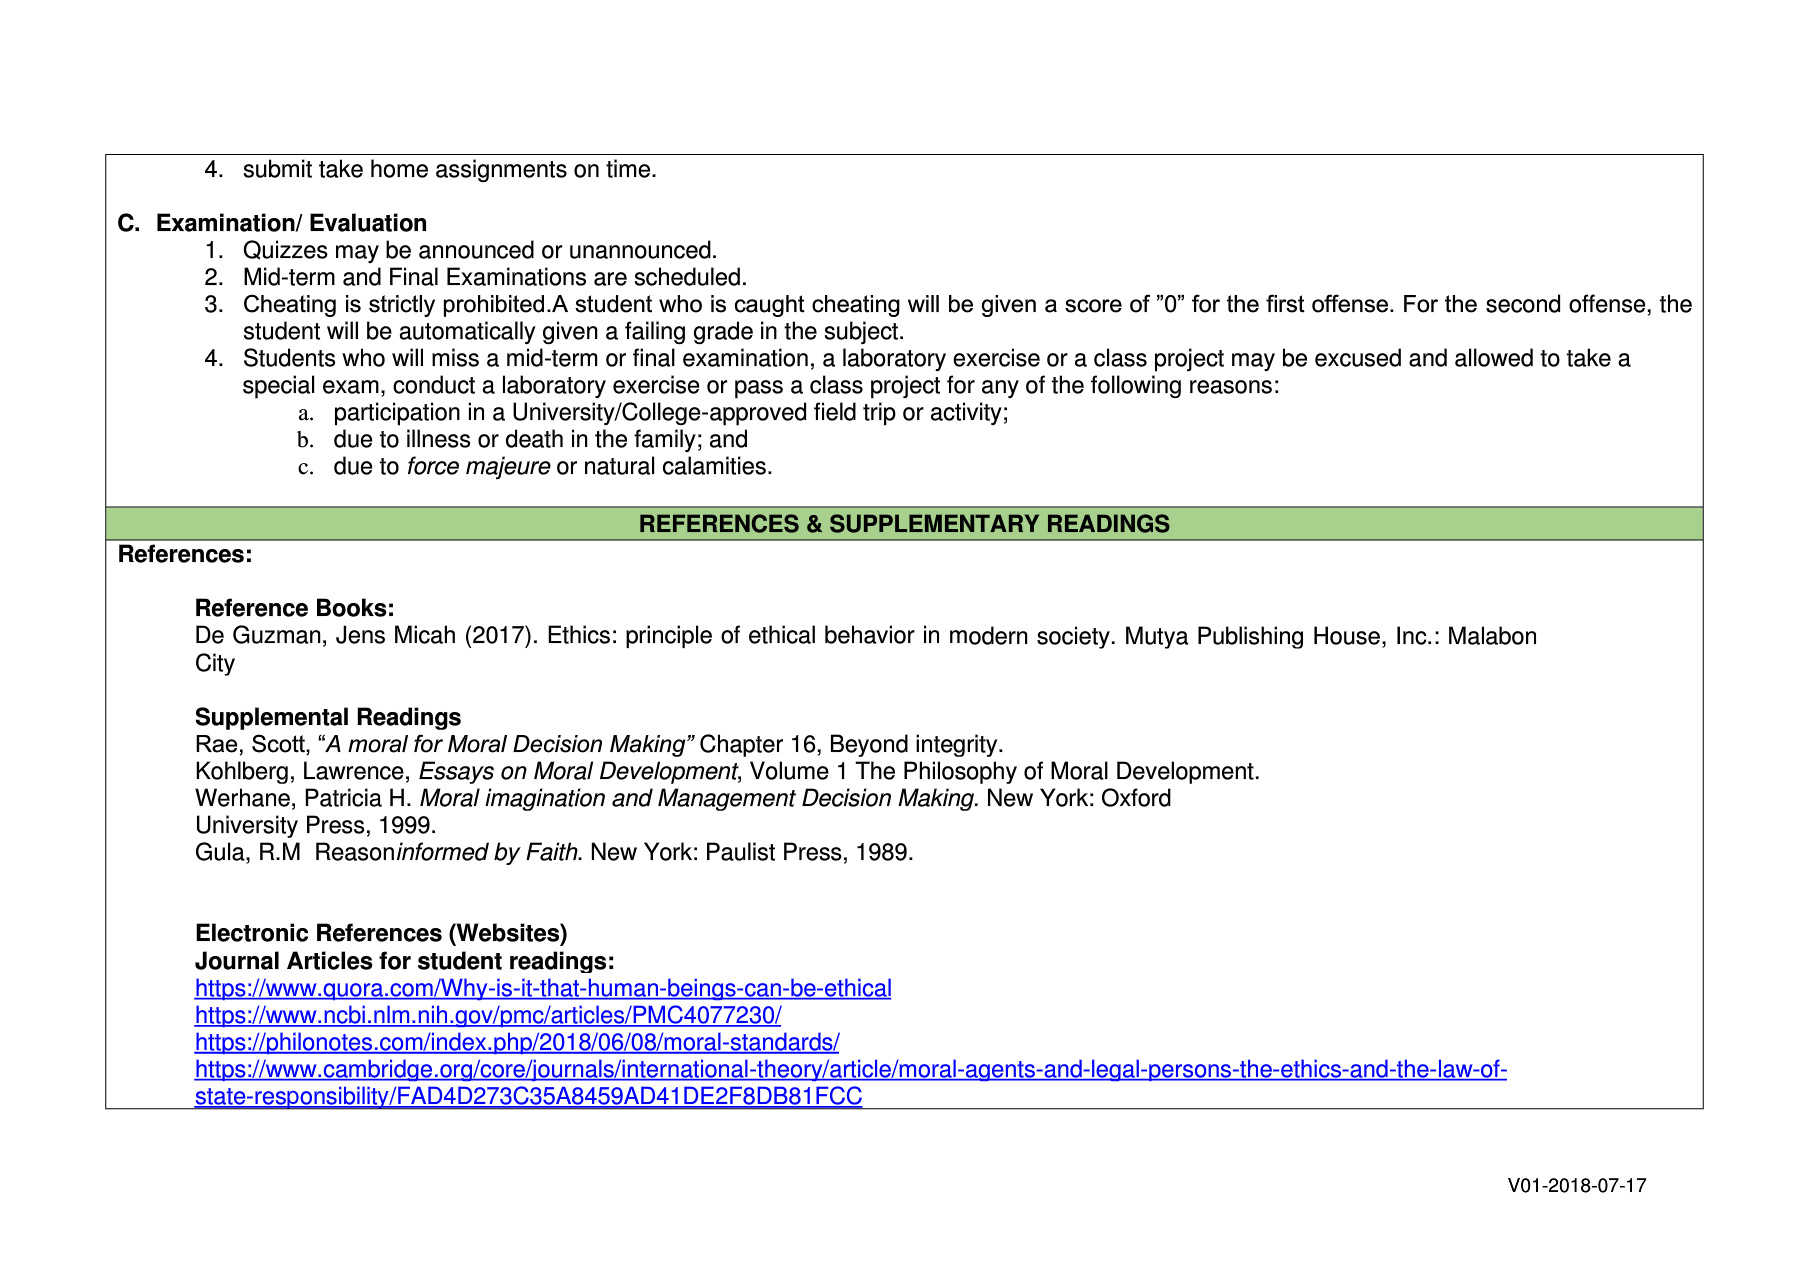 4. submit take home assignments on time.
C. Examination/ Evaluation
1. Quizzes may be announced or unannounced.
2. Mid-term and Final Examinations are scheduled.
3. Cheating is strictly prohibited.A student who is caught cheating will be given a score of ”0” for the first offense. For the second offense, the
student will be automatically given a failing grade in the subject.
4. Students who will miss a mid-term or final examination, a laboratory exercise or a class project may be excused and allowed to take a
special exam, conduct a laboratory exercise or pass a class project for any of the following reasons:
a. participation in a University/College-approved field trip or activity;
b. due to illness or death in the family; and
c. due to force majeure or natural calamities.
REFERENCES & SUPPLEMENTARY READINGS
References:
Reference Books:
De Guzman, Jens Micah (2017). Ethics: principle of ethical behavior in modern society. Mutya Publishing House, Inc.: Malabon
City
Supplemental Readings
Rae, Scott, “A moral for Moral Decision Making” Chapter 16, Beyond integrity.
Kohlberg, Lawrence, Essays on Moral Development, Volume 1 The Philosophy of Moral Development.
Werhane, Patricia H. Moral imagination and Management Decision Making. New York: Oxford
University Press, 1999.
Gula, R.M  Reasoninformed by Faith. New York: Paulist Press, 1989.
Electronic References (Websites)
Journal Articles for student readings:
https://www.quora.com/Why-is-it-that-human-beings-can-be-ethical
https://www.ncbi.nlm.nih.gov/pmc/articles/PMC4077230/
https://philonotes.com/index.php/2018/06/08/moral-standards/
https://www.cambridge.org/core/journals/international-theory/article/moral-agents-and-legal-persons-the-ethics-and-the-law-of-
state-responsibility/FAD4D273C35A8459AD41DE2F8DB81FCC
V01-2018-07-17